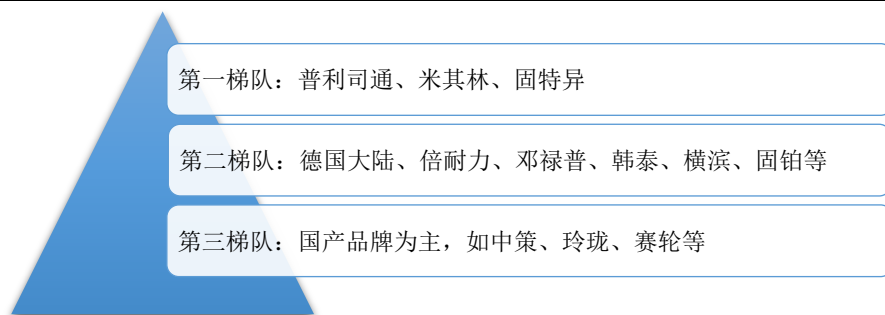 第一梯队：普利司通、米其林、固特异
第二梯队：德国大陆、倍耐力、邓禄普、韩泰、横滨、固铂等
第三梯队：国产品牌为主，如中策、玲珑、赛轮等